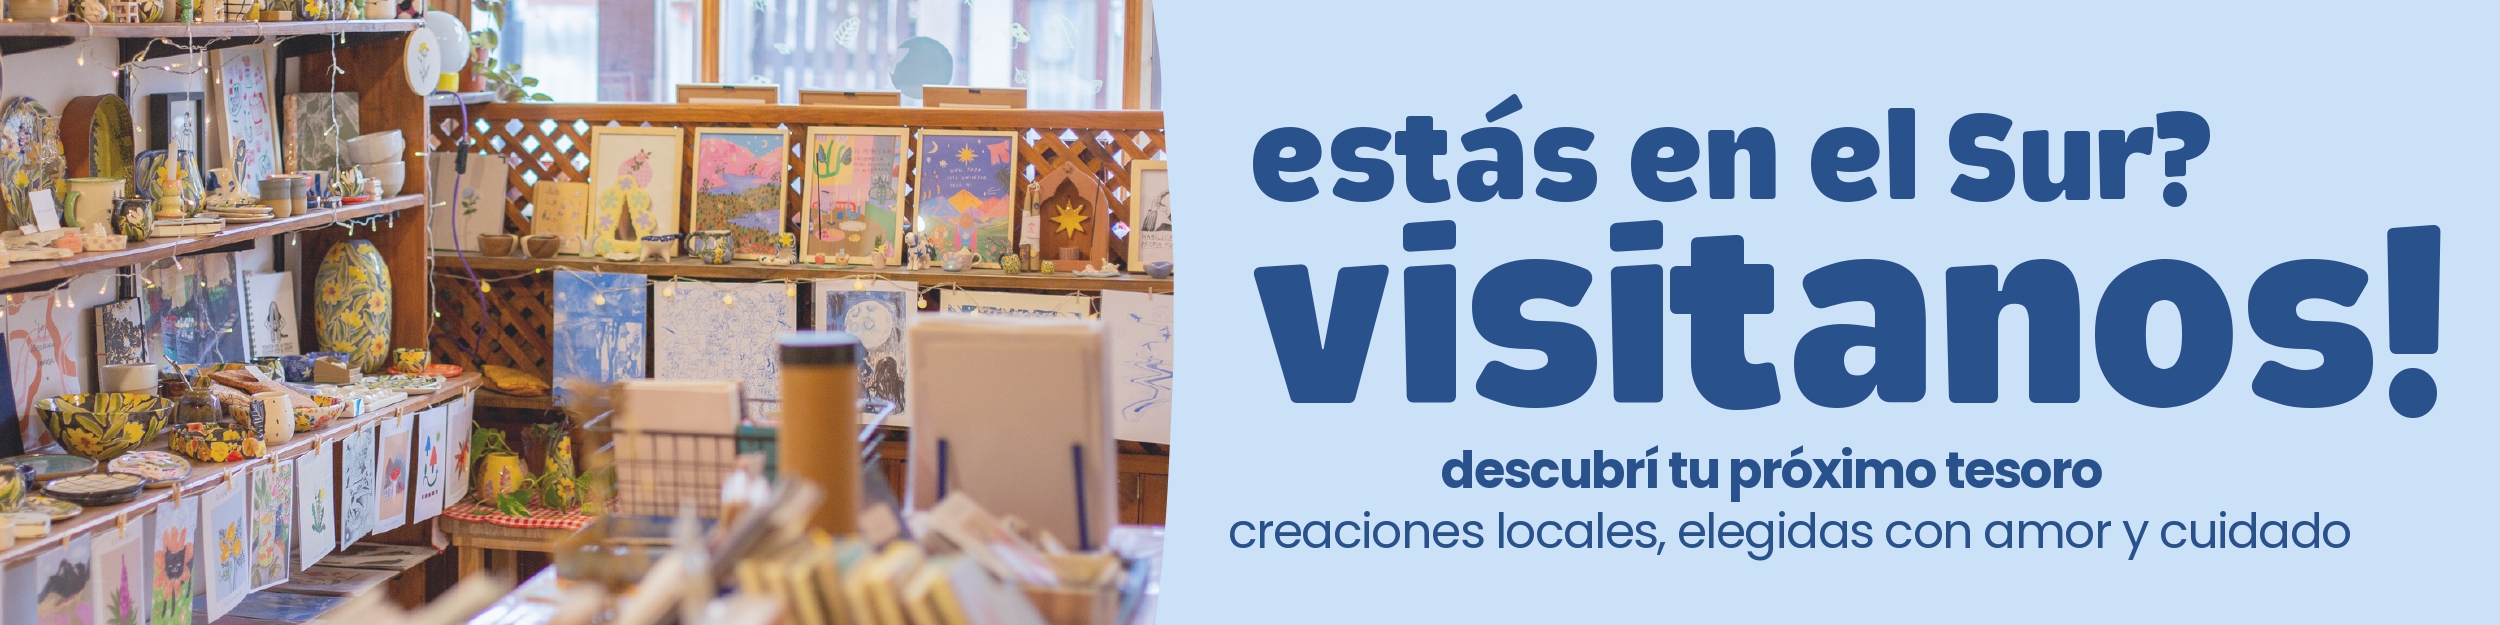 estás en el Sur?
visitanos!
descubrí tu próximo tesoro
creaciones locales, elegidas con amor y cuidado